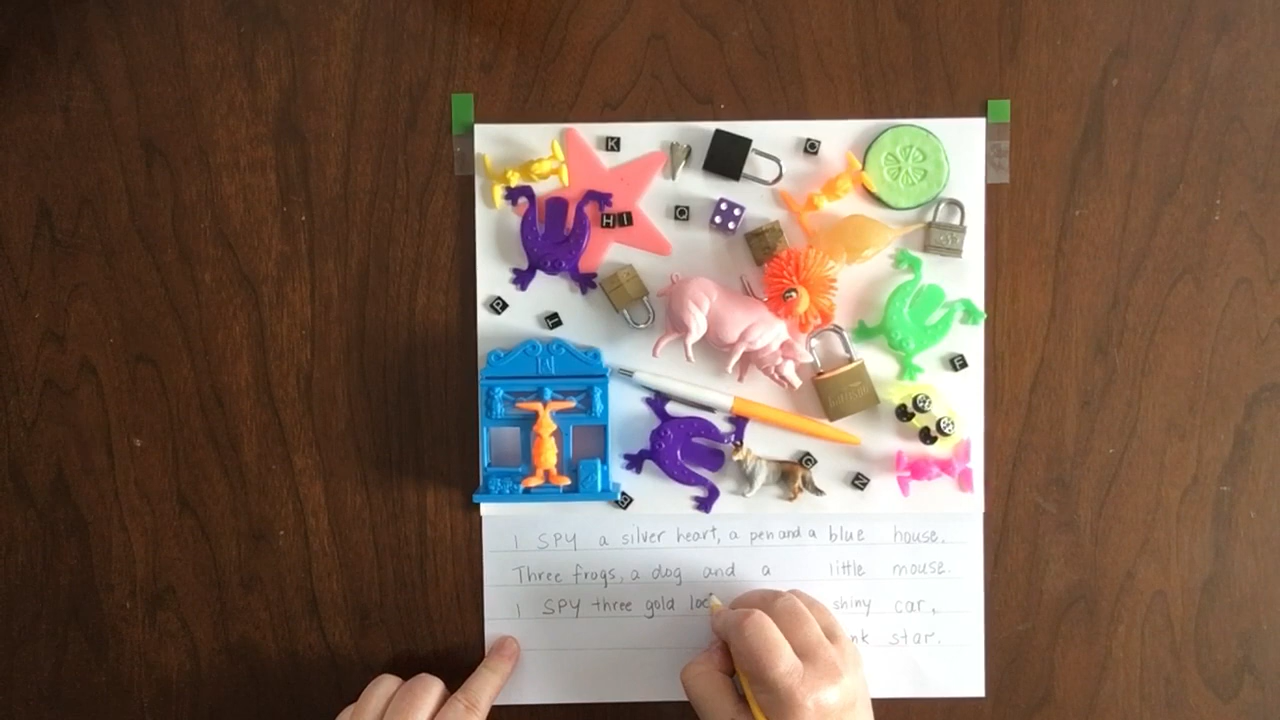 K
O
HI
Q
P
I
F
G
N
B
I SPY a silver heart, a pen and a blue house.
Three frogs, a dog and a little mouse.
I SPY three gold loc shiny car,
nk star.